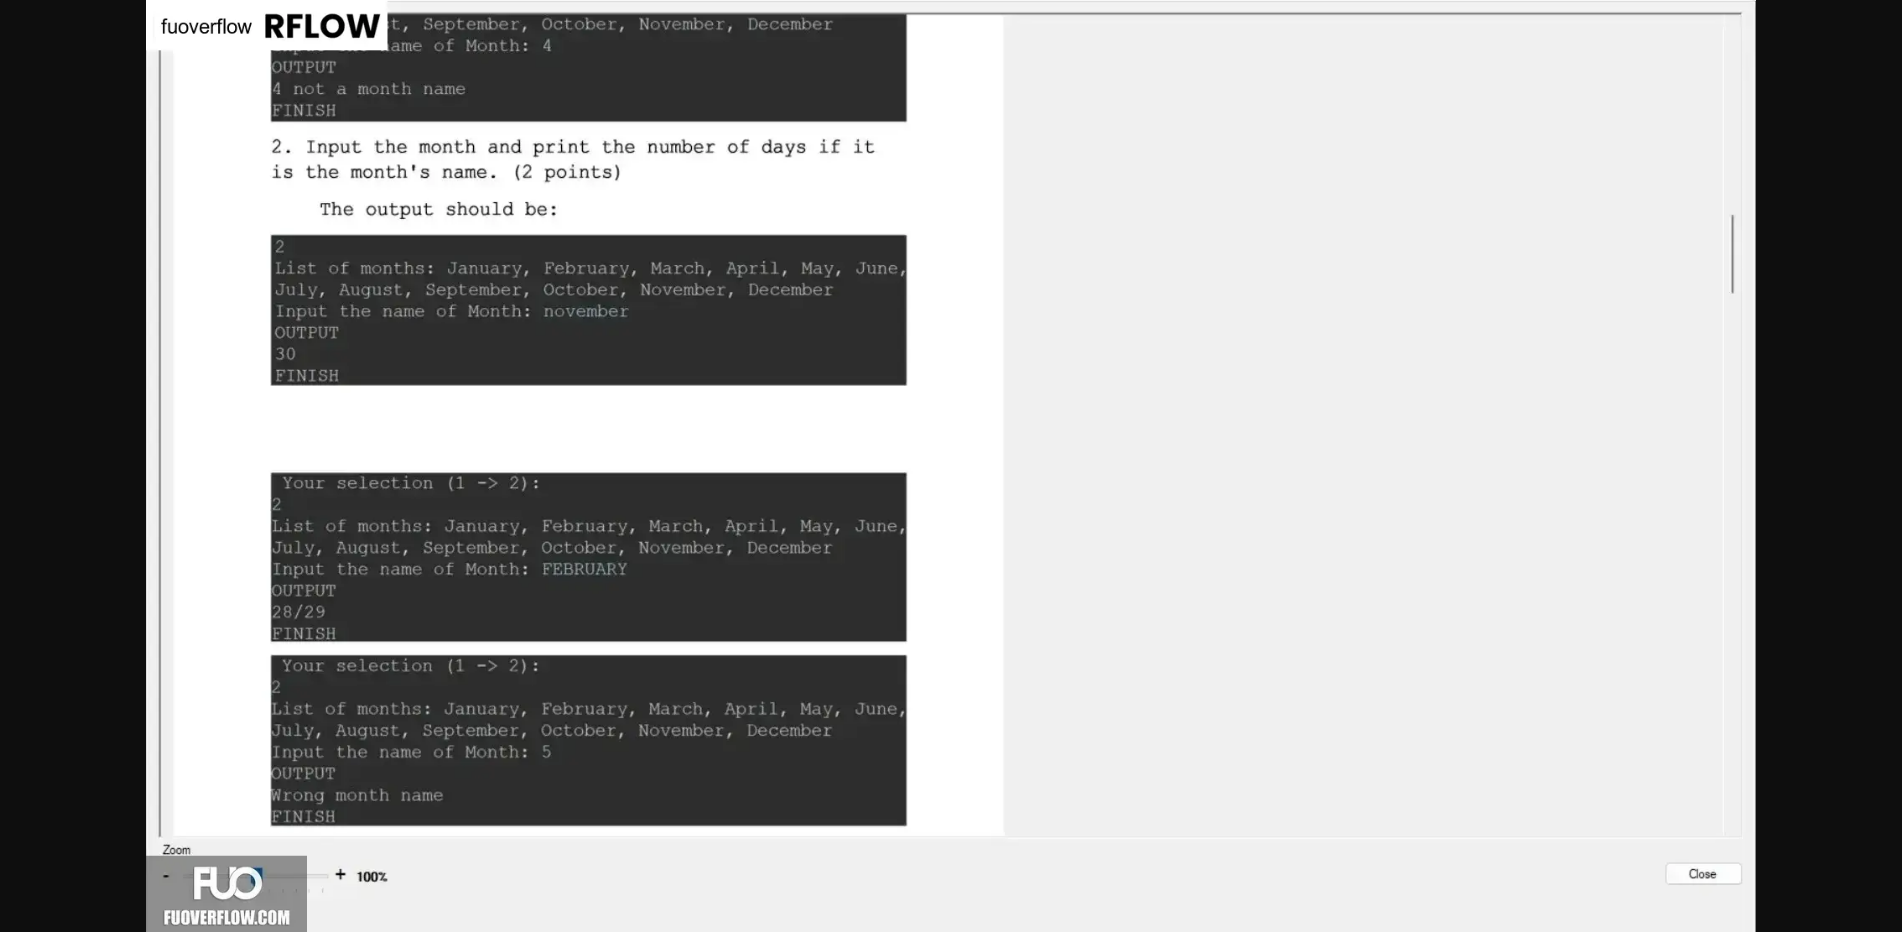 fuoverflow RFLOW
t, September, October, November, December
ame of Month: 4
OUTPUT
4 not a month name
FINISH
2. Input the month and print the number of days if it
is the month's name. (2 points)
The output should be:
2
List of months: January, February, March, April, May, June,
July, August, September, October, November, December
Input the name of Month: november
OUTPUT
30
FINISH
Your selection (1 -> 2):
2
List of months: January, February, March, April, May, June,
July, August, September, October, November, December
Input the name of Month: FEBRUARY
OUTPUT
28/29
FINISH
Your selection (1 -> 2):
2
List of months: January, February, March, April, May, June,
July, August, September, October, November, December
Input the name of Month: 5
OUTPUT
Wrong month name
FINISH
Zoom
- + 100%
Close
FUO
FUOVERFLOW.COM